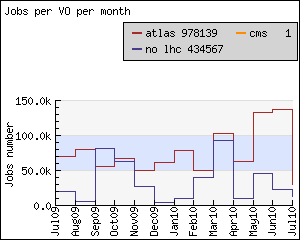 Jobs per VO per month
atlas 978139 cms 1
no lhc 434567
Jobs number
150.0k
100.0k
50.0k
0.0
Jul09
Aug09
Sep09
Oct09
Nov09
Dec09
Jan10
Feb10
Mar10
Apr10
May10
Jun10
Jul10